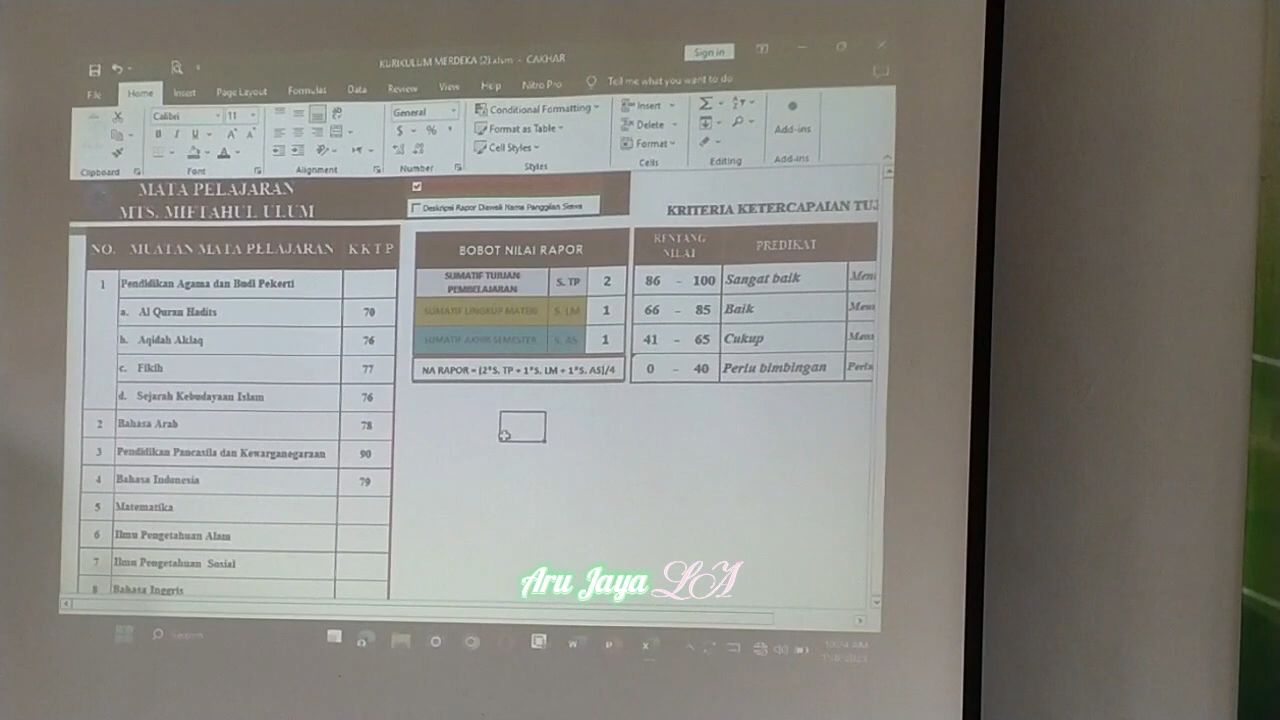 KURIKULUM MERDEKA (2).xlsm - CAKHAR
Sign in
File Home Insert Page Layout Formulas Data Review View Help Nitro Pro Tell me what you want to do
Calibri 11
General
Conditional Formatting
Format as Table
Cell Styles
Insert
Delete
Format
Add-ins
Clipboard Font Alignment Number Styles Cells Editing Add-ins
MATA PELAJARAN
MTS. MIFTAHUL ULUM
Deskripsi Rapor Diawali Nama Panggilan Siswa
KRITERIA KETERCAPAIAN TUJ
NO. MUATAN MATA PELAJARAN KKTP
1 Pendidikan Agama dan Budi Pekerti
a. Al Quran Hadits 70
b. Aqidah Aklaq 76
c. Fikih 77
d. Sejarah Kebudayaan Islam 76
2 Bahasa Arab 78
3 Pendidikan Pancasila dan Kewarganegaraan 90
4 Bahasa Indonesia 79
5 Matematika
6 Ilmu Pengetahuan Alam
7 Ilmu Pengetahuan Sosial
8 Bahasa Inggris
BOBOT NILAI RAPOR
SUMATIF TUJUAN
PEMBELAJARAN S. TP 2
SUMATIF LINGKUP MATERI S. LM 1
SUMATIF AKHIR SEMESTER S. AS 1
NA RAPOR = (2*S. TP + 1*S. LM + 1*S. AS)/4
RENTANG
NILAI PREDIKAT
86 - 100 Sangat baik
66 - 85 Baik
41 - 65 Cukup
0 - 40 Perlu bimbingan
Aru Jaya LA